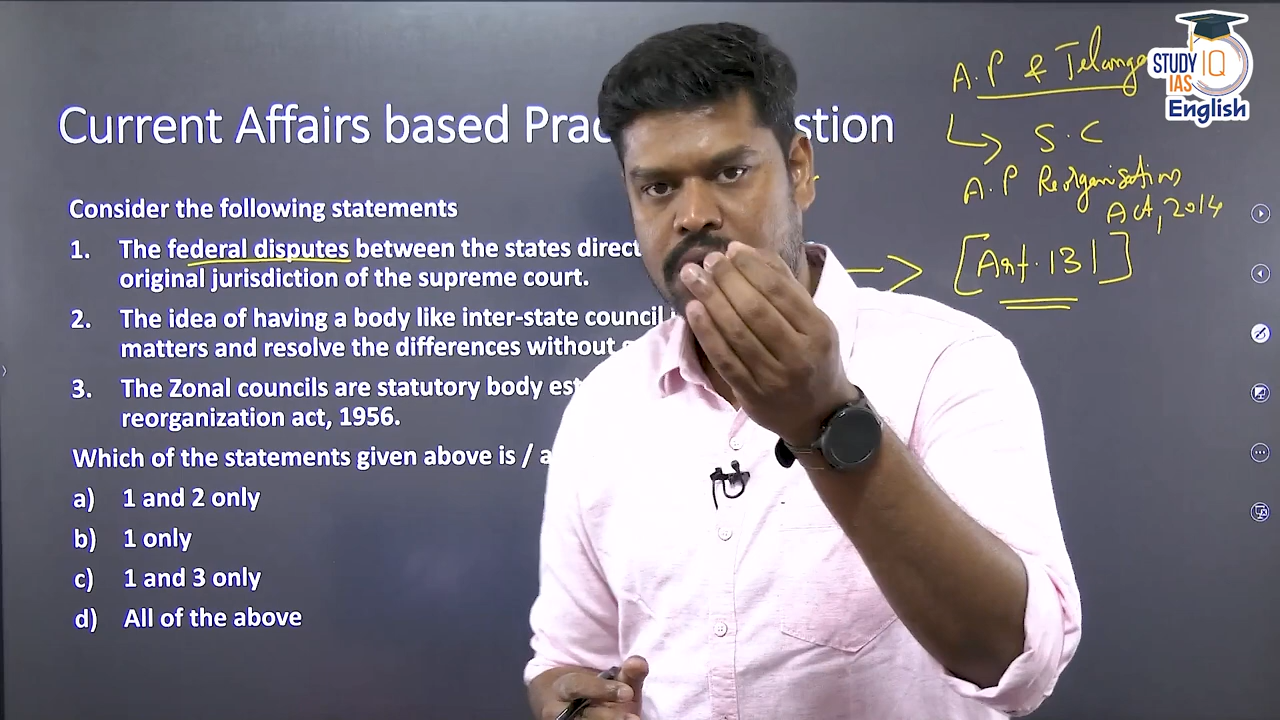 Current Affairs based Prac stion
Consider the following statements
1. The federal disputes between the states direct
original jurisdiction of the supreme court.
2. The idea of having a body like inter-state council
matters and resolve the differences without
3. The Zonal councils are statutory body est
reorganization act, 1956.
Which of the statements given above is / a
a) 1 and 2 only
b) 1 only
c) 1 and 3 only
d) All of the above
A.P & Telanga
S.C
A.P Reorganisation
Act, 2014
[Art. 131]
STUDY IQ
IAS
English